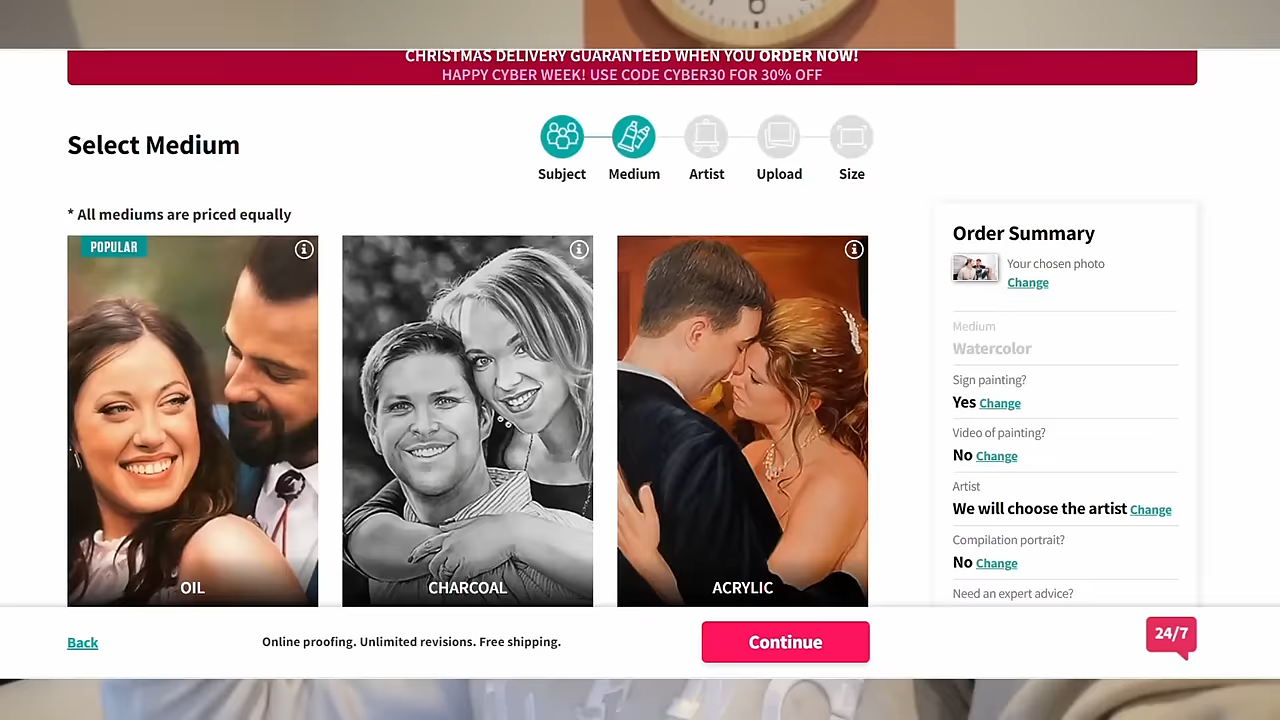 CHRISTMAS DELIVERY GUARANTEED WHEN YOU ORDER NOW!
HAPPY CYBER WEEK! USE CODE CYBER30 FOR 30% OFF
Select Medium
Subject
Medium
Artist
Upload
Size
* All mediums are priced equally
POPULAR
OIL
CHARCOAL
ACRYLIC
Order Summary
Your chosen photo
Change
Medium
Watercolor
Sign painting?
Yes Change
Video of painting?
No Change
Artist
We will choose the artist Change
Compilation portrait?
No Change
Need an expert advice?
Back
Online proofing. Unlimited revisions. Free shipping.
Continue
24/7